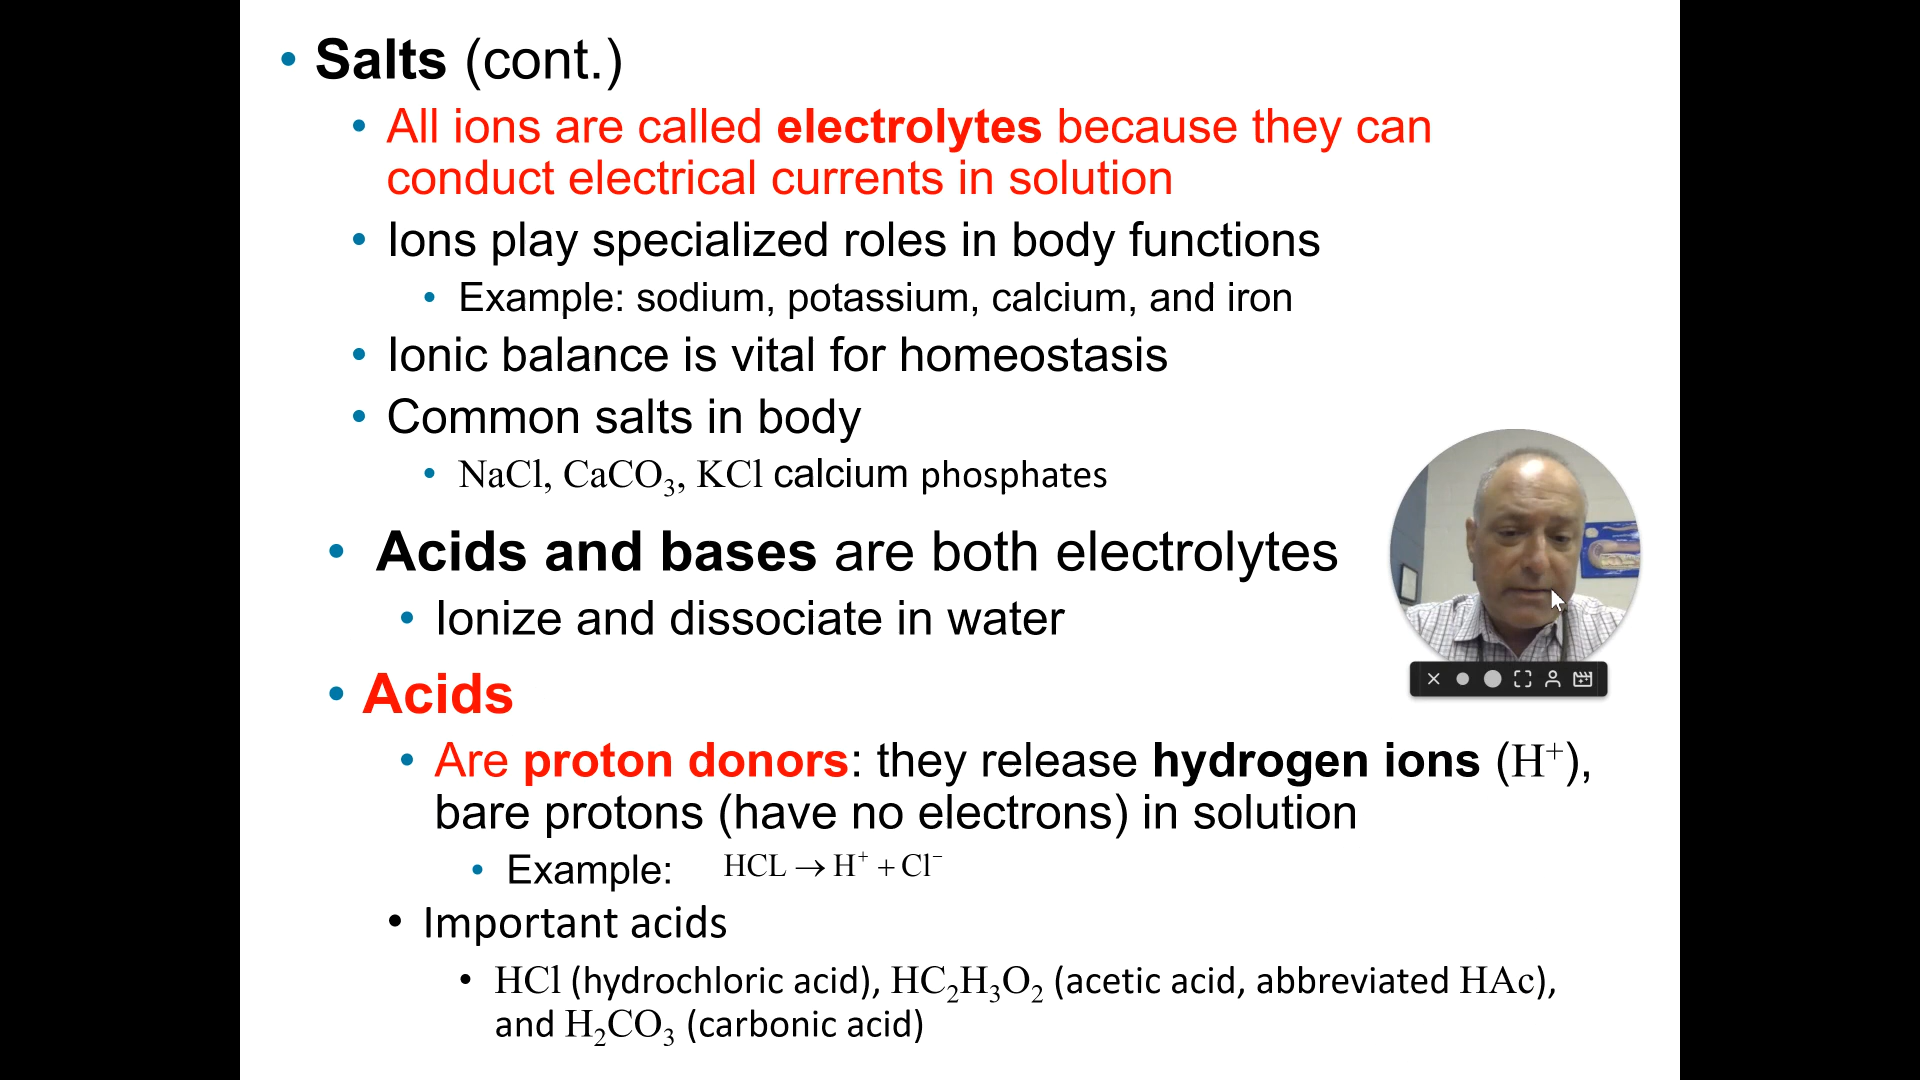 • Salts (cont.)
• All ions are called electrolytes because they can
conduct electrical currents in solution
• Ions play specialized roles in body functions
• Example: sodium, potassium, calcium, and iron
• Ionic balance is vital for homeostasis
• Common salts in body
• NaCl, CaCO₃, KCl calcium phosphates
• Acids and bases are both electrolytes
• Ionize and dissociate in water
• Acids
• Are proton donors: they release hydrogen ions (H⁺),
bare protons (have no electrons) in solution
• Example: HCL → H⁺ + Cl⁻
• Important acids
• HCl (hydrochloric acid), HC₂H₃O₂ (acetic acid, abbreviated HAc),
and H₂CO₃ (carbonic acid)